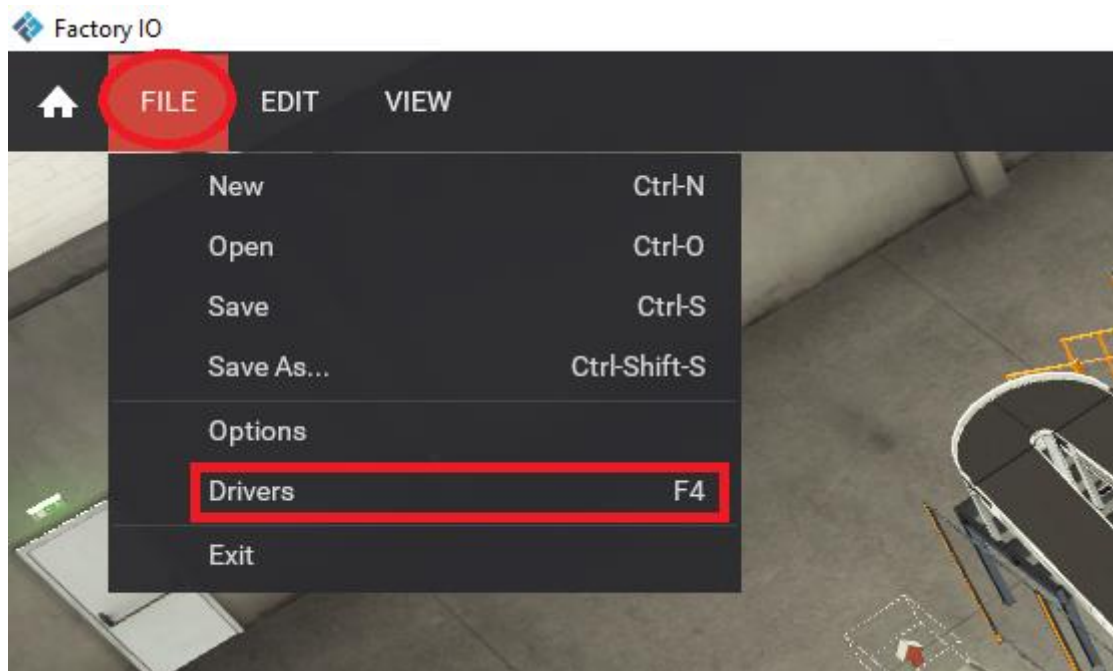 Factory IO
FILE EDIT VIEW
New Ctrl-N
Open Ctrl-O
Save Ctrl-S
Save As... Ctrl-Shift-S
Options
Drivers F4
Exit